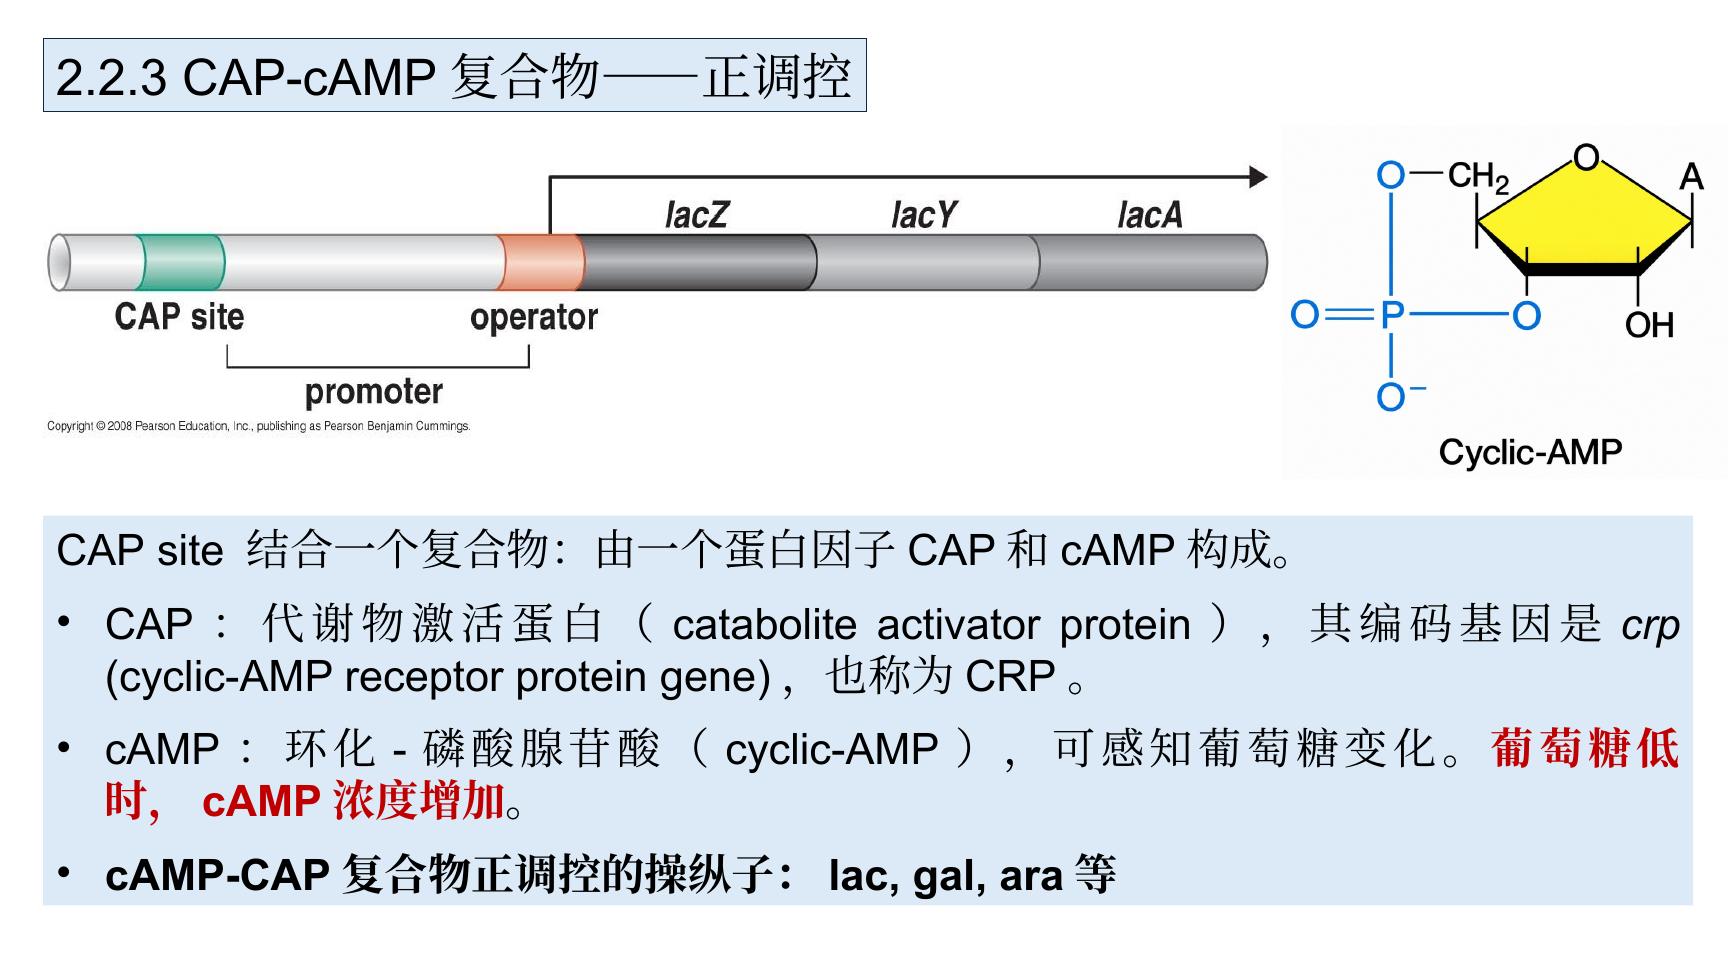 2.2.3 CAP-cAMP 复合物——正调控
lacZ lacY lacA
CAP site operator
promoter
Copyright © 2008 Pearson Education, Inc., publishing as Pearson Benjamin Cummings.
O CH₂ O A
O P O OH
O⁻
Cyclic-AMP
CAP site 结合一个复合物：由一个蛋白因子 CAP 和 cAMP 构成。
• CAP ： 代谢物激活蛋白（ catabolite activator protein ）， 其编码基因是 crp
(cyclic-AMP receptor protein gene) ，也称为 CRP 。
• cAMP ： 环化 - 磷酸腺苷酸（ cyclic-AMP ）， 可感知葡萄糖变化。葡萄糖低
时， cAMP 浓度增加。
• cAMP-CAP 复合物正调控的操纵子： lac, gal, ara 等